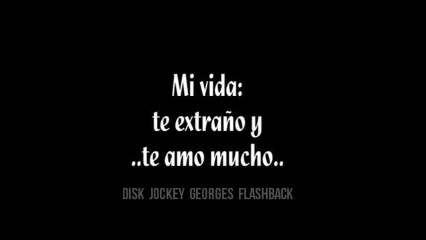 Mi vida:
te extraño y
..te amo mucho..
DISK JOCKEY GEORGES FLASHBACK